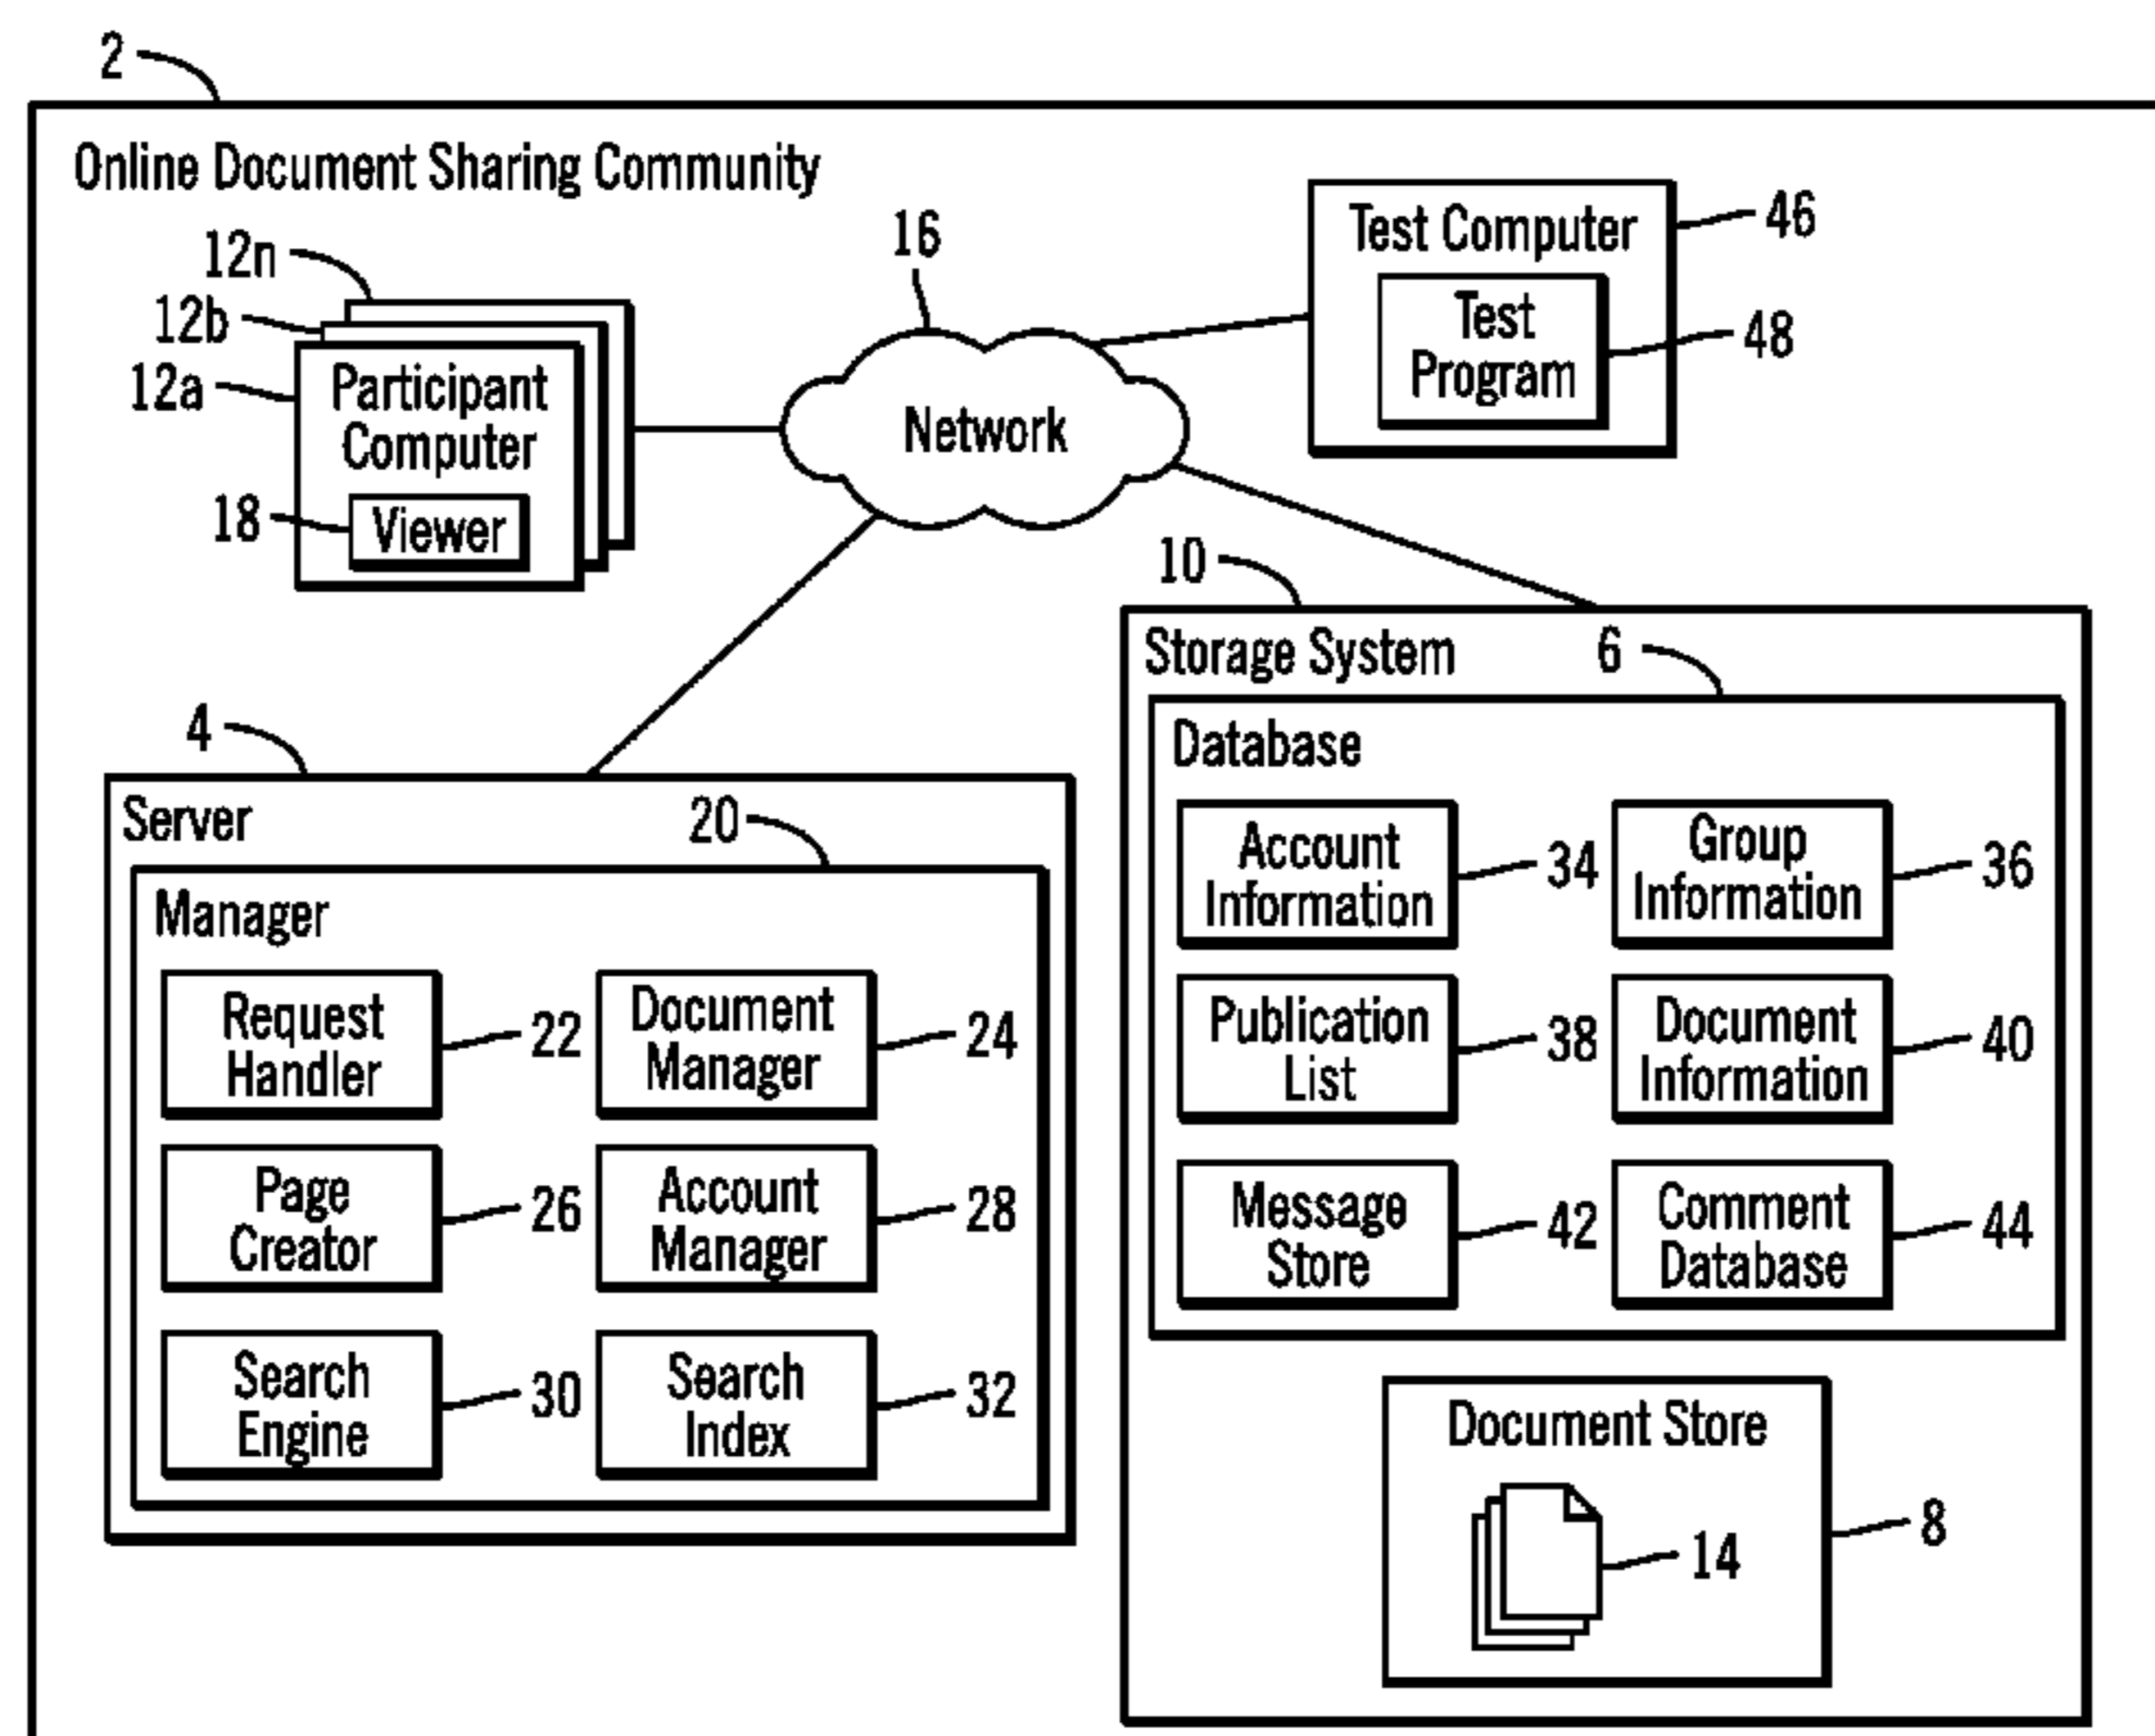 2
Online Document Sharing Community
12n
12b
12a
Participant
Computer
18
Viewer
16
Network
Test Computer
46
Test
Program
48
4
Server
20
Manager
Request
Handler
22
Document
Manager
24
Page
Creator
26
Account
Manager
28
Search
Engine
30
Search
Index
32
10
Storage System
6
Database
Account
Information
34
Group
Information
36
Publication
List
38
Document
Information
40
Message
Store
42
Comment
Database
44
Document Store
14
8